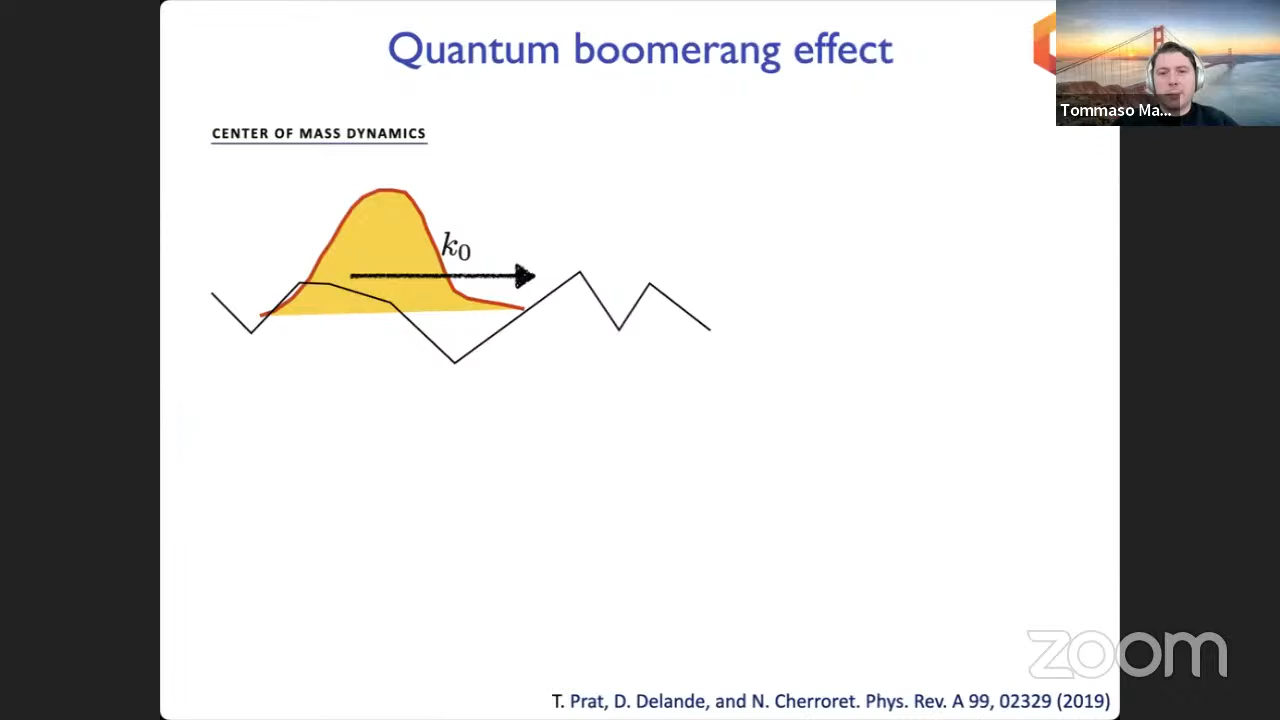 Quantum boomerang effect
Tommaso Ma...
CENTER OF MASS DYNAMICS
k₀
zoom
T. Prat, D. Delande, and N. Cherroret. Phys. Rev. A 99, 02329 (2019)